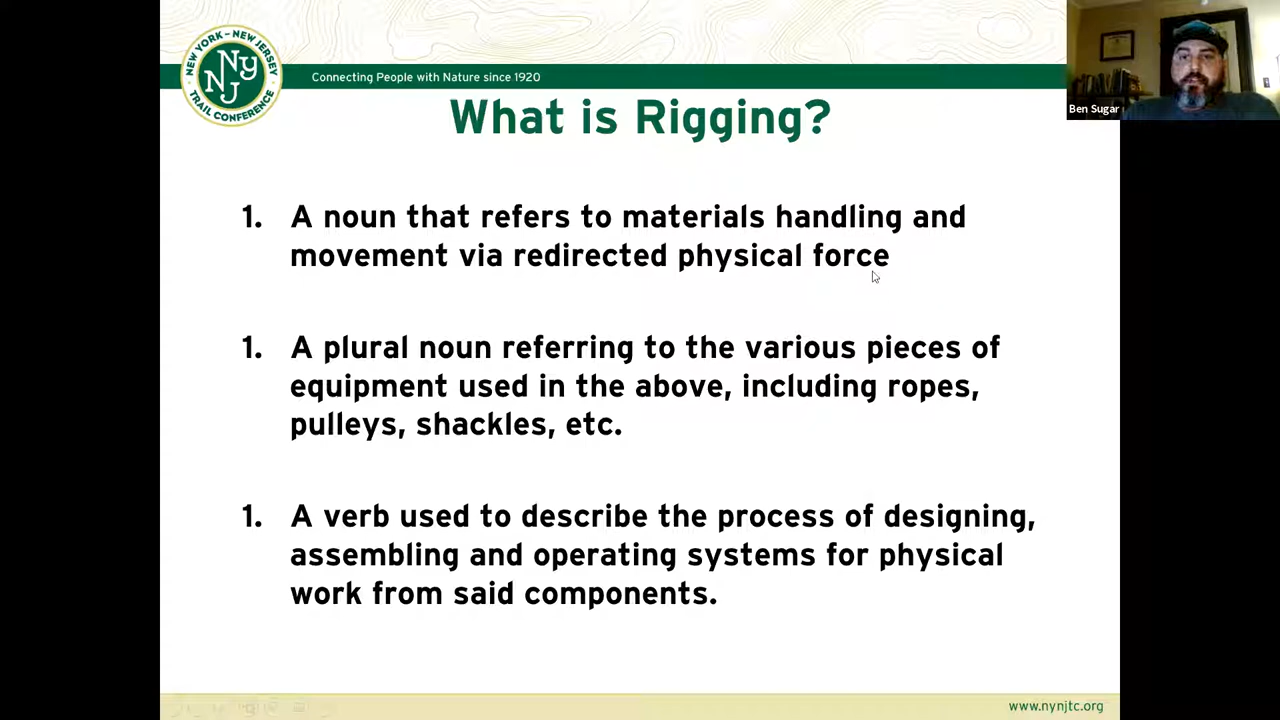 NEW YORK - NEW JERSEY
NY
NJ
TRAIL CONFERENCE
Connecting People with Nature since 1920
Ben Sugar
What is Rigging?
1. A noun that refers to materials handling and
movement via redirected physical force
1. A plural noun referring to the various pieces of
equipment used in the above, including ropes,
pulleys, shackles, etc.
1. A verb used to describe the process of designing,
assembling and operating systems for physical
work from said components.
www.nynjtc.org